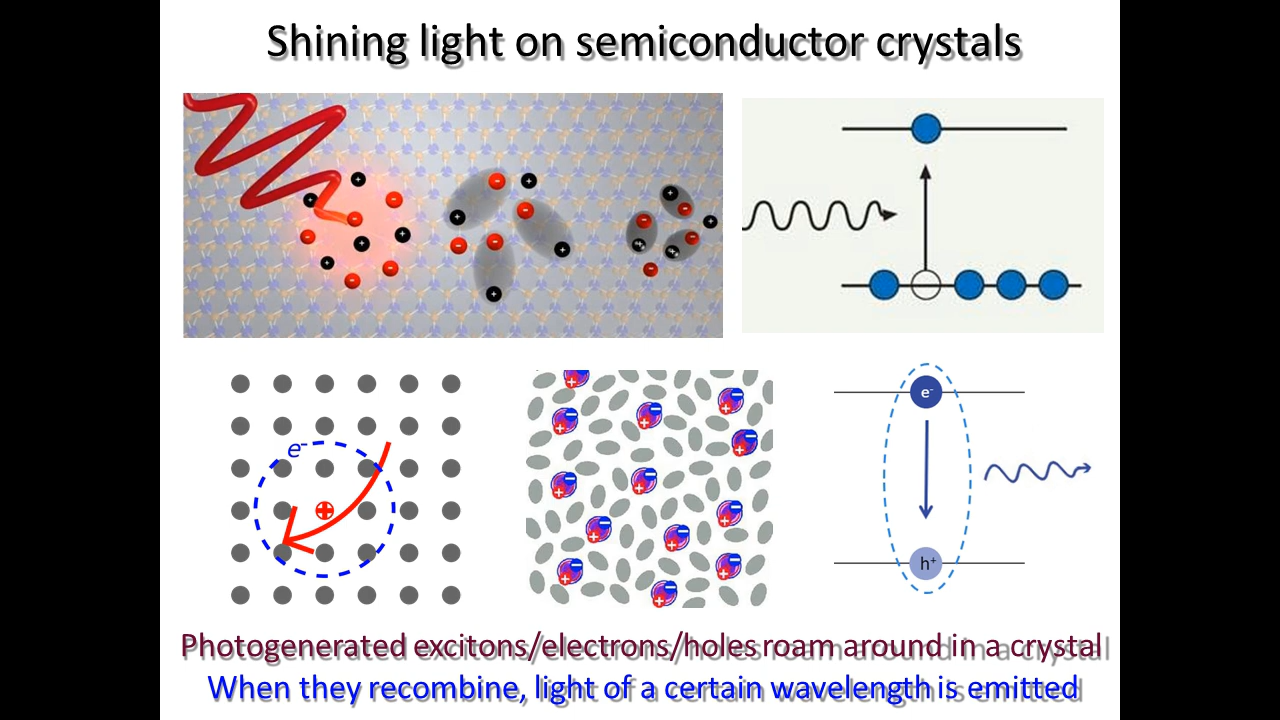 Shining light on semiconductor crystals
e-
e-
h+
Photogenerated excitons/electrons/holes roam around in a crystal
When they recombine, light of a certain wavelength is emitted